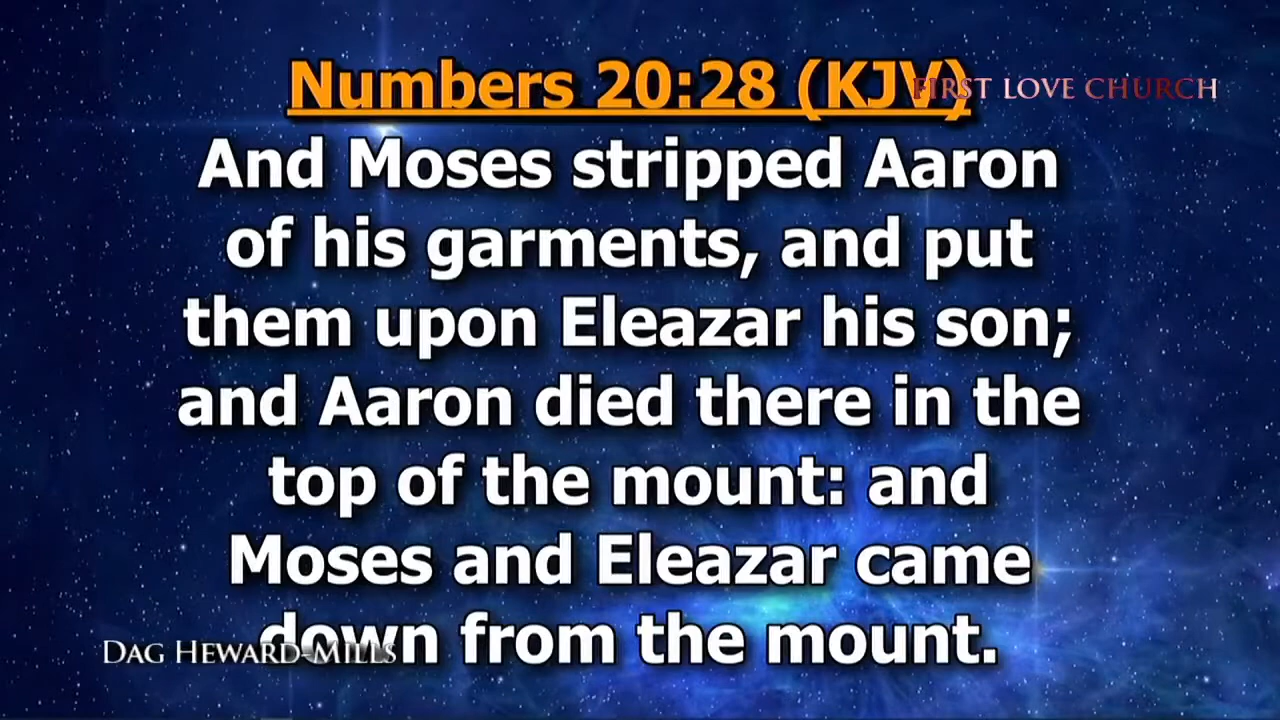 Numbers 20:28 (KJV)
FIRST LOVE CHURCH
And Moses stripped Aaron
of his garments, and put
them upon Eleazar his son;
and Aaron died there in the
top of the mount: and
Moses and Eleazar came
down from the mount.
DAG HEWARD-MILLS